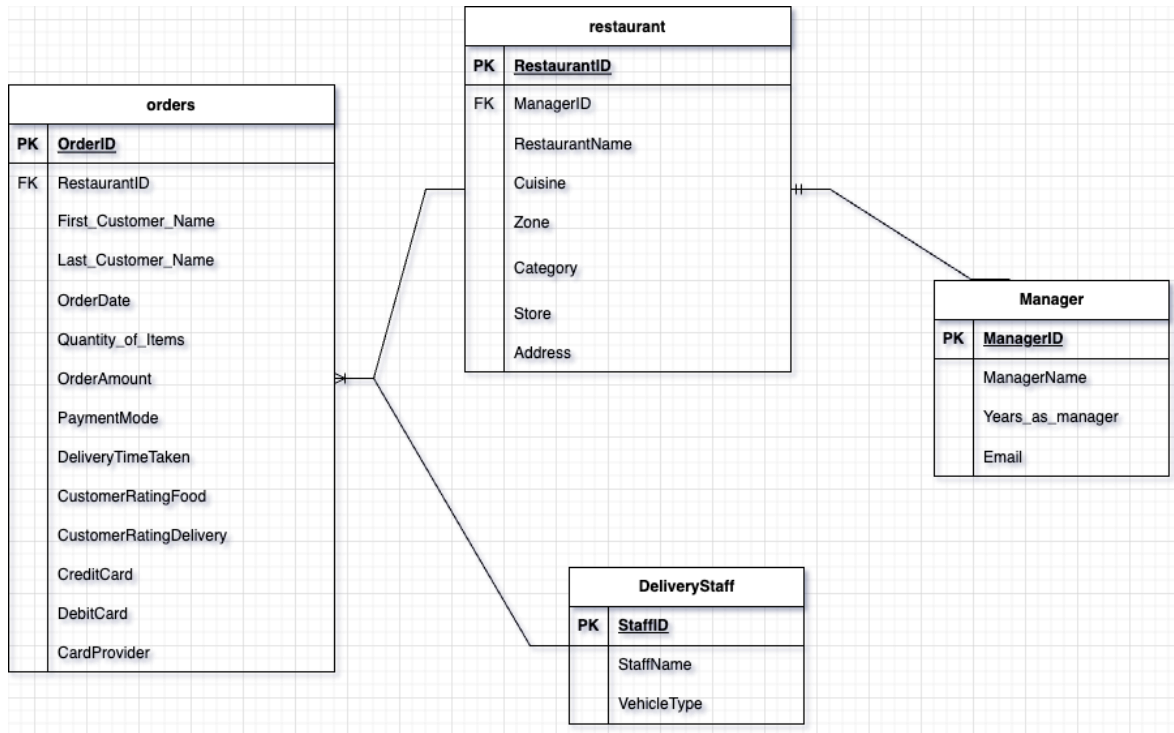 orders
PK OrderID
FK RestaurantID
First_Customer_Name
Last_Customer_Name
OrderDate
Quantity_of_Items
OrderAmount
PaymentMode
DeliveryTimeTaken
CustomerRatingFood
CustomerRatingDelivery
CreditCard
DebitCard
CardProvider
restaurant
PK RestaurantID
FK ManagerID
RestaurantName
Cuisine
Zone
Category
Store
Address
Manager
PK ManagerID
ManagerName
Years_as_manager
Email
DeliveryStaff
PK StaffID
StaffName
VehicleType